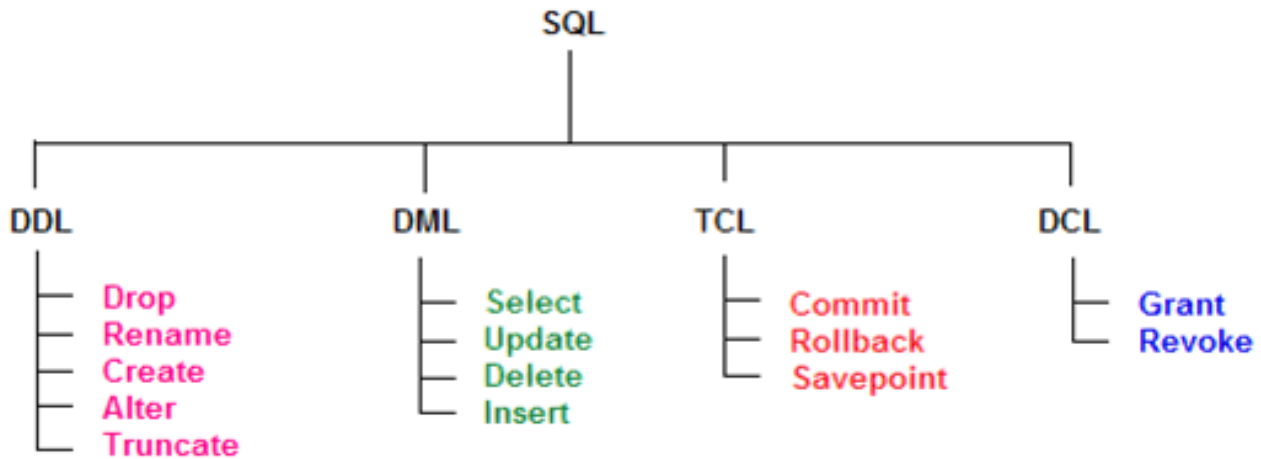 SQL
DDL
DML
TCL
DCL
Drop
Rename
Create
Alter
Truncate
Select
Update
Delete
Insert
Commit
Rollback
Savepoint
Grant
Revoke